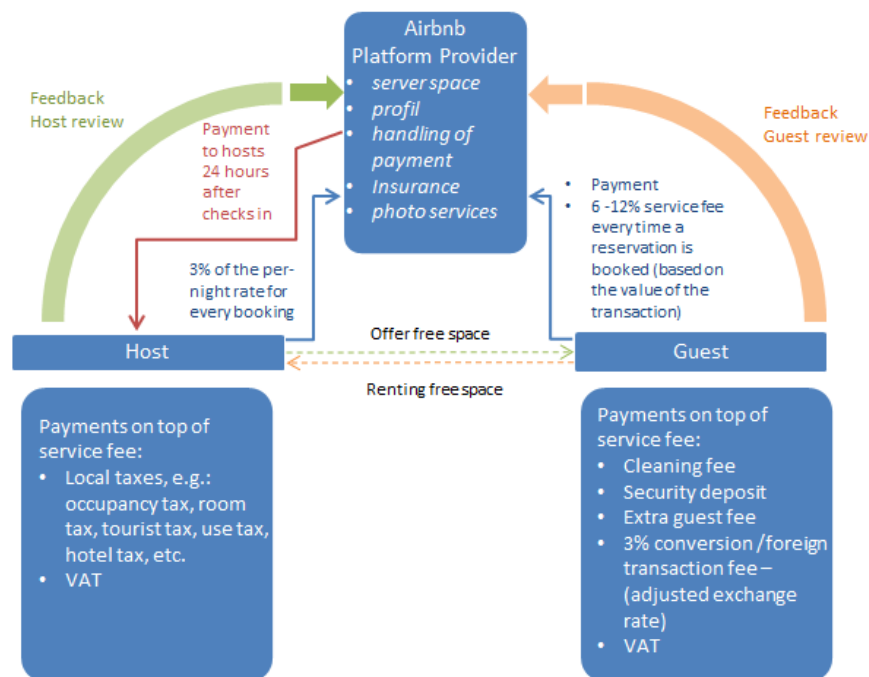 Airbnb
Platform Provider
• server space
• profil
• handling of
payment
• Insurance
• photo services
Feedback
Host review
Payment
to hosts
24 hours
after
checks in
3% of the per-
night rate for
every booking
• Payment
• 6 -12% service fee
every time a
reservation is
booked (based on
the value of the
transaction)
Feedback
Guest review
Host
Offer free space
Renting free space
Guest
Payments on top of
service fee:
• Local taxes, e.g.:
occupancy tax, room
tax, tourist tax, use tax,
hotel tax, etc.
• VAT
Payments on top of
service fee:
• Cleaning fee
• Security deposit
• Extra guest fee
• 3% conversion /foreign
transaction fee –
(adjusted exchange
rate)
• VAT